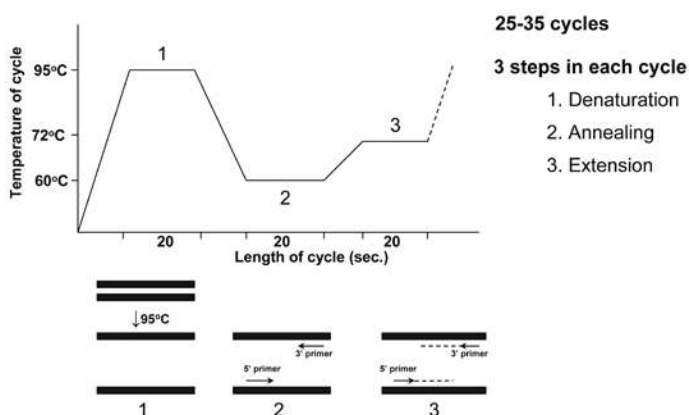 25-35 cycles
3 steps in each cycle
1. Denaturation
2. Annealing
3. Extension
Temperature of cycle
95°C
72°C
60°C
1
2
3
20
20
20
Length of cycle (sec.)
↓95°C
3' primer
5' primer
3' primer
5' primer
1
2
3